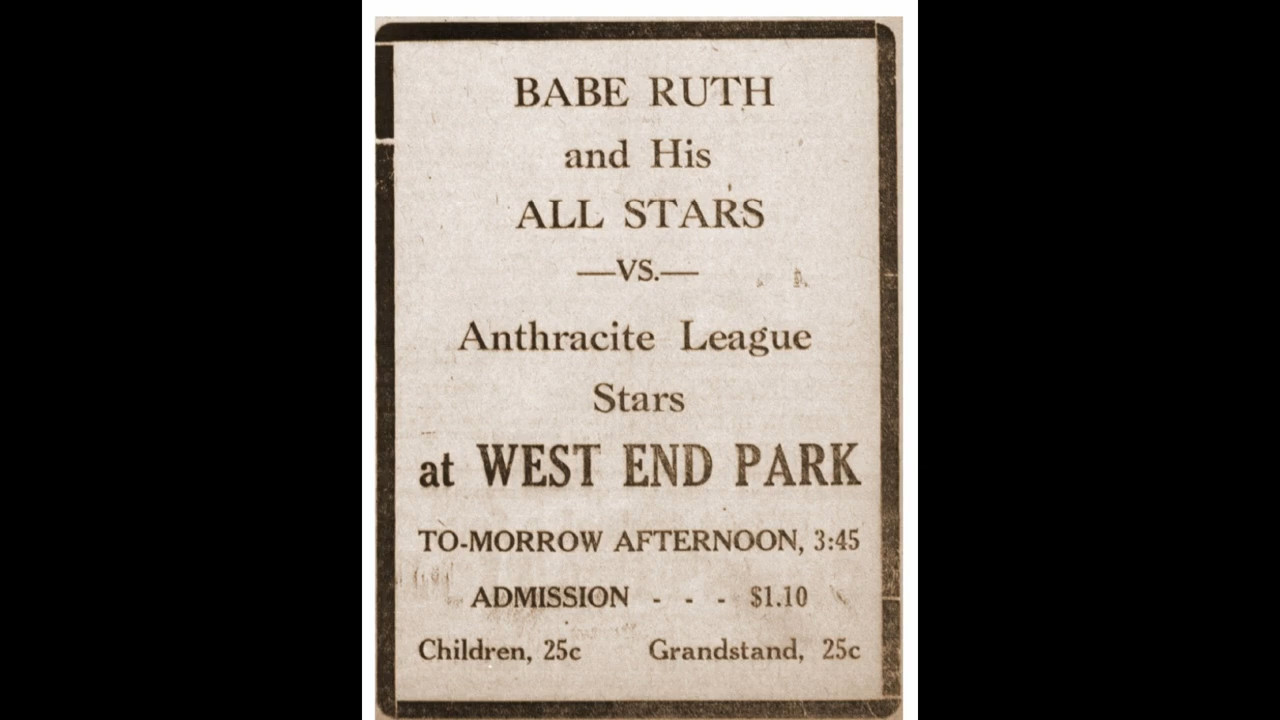 BABE RUTH
and His
ALL STARS
—VS.—
Anthracite League
Stars
at WEST END PARK
TO-MORROW AFTERNOON, 3:45
ADMISSION - - - $1.10
Children, 25c Grandstand, 25c